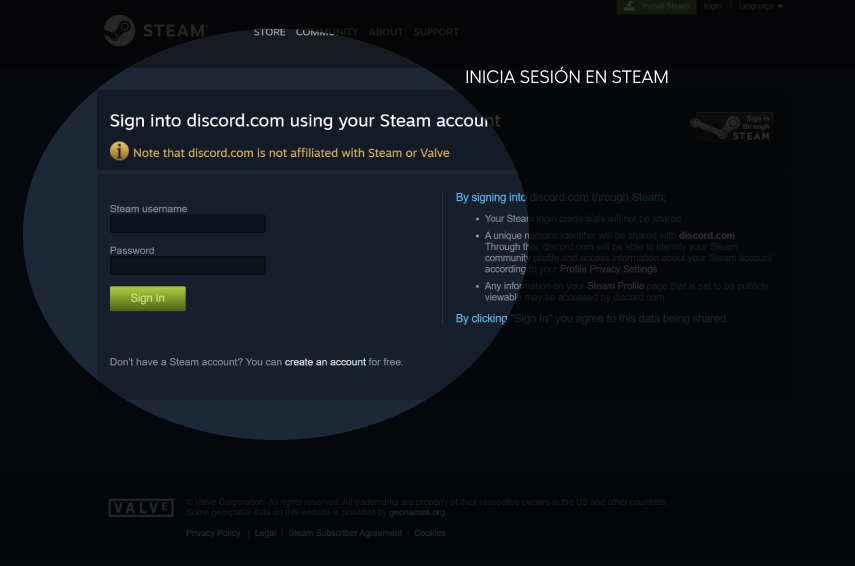 Install Steam login | language
STEAM®
STORE COMMUNITY ABOUT SUPPORT
INICIA SESIÓN EN STEAM
Sign into discord.com using your Steam account
Note that discord.com is not affiliated with Steam or Valve
Sign in
through
STEAM
Steam username
Password
Sign In
Don't have a Steam account? You can create an account for free.
By signing into discord.com through Steam:
• Your Steam login credentials will not be shared.
• A unique numeric identifier will be shared with discord.com.
Through this, discord.com will be able to identify your Steam
community profile and access information about your Steam account
according to your Profile Privacy Settings
• Any information on your Steam Profile page that is set to be publicly
viewable may be accessed by discord.com.
By clicking "Sign In" you agree to this data being shared.
VALVE
© Valve Corporation. All rights reserved. All trademarks are property of their respective owners in the US and other countries.
Some geospatial data on this website is provided by geonames.org.
Privacy Policy | Legal | Steam Subscriber Agreement | Cookies